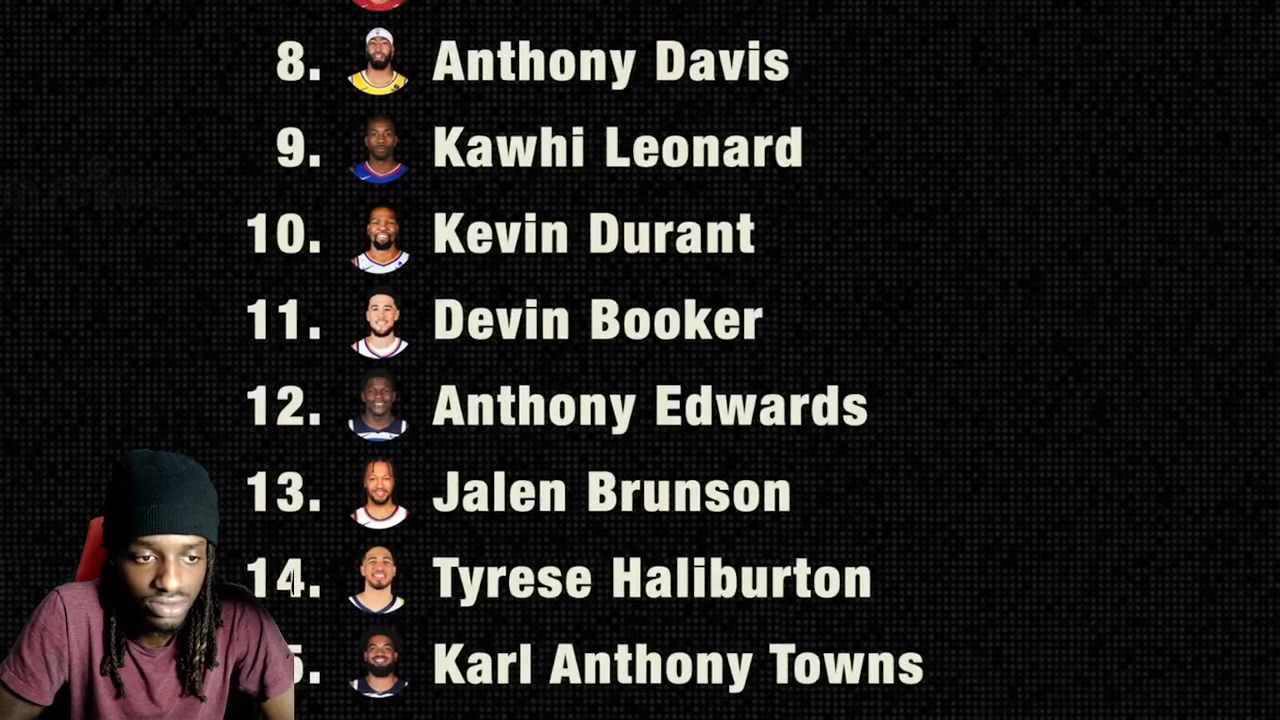 8. Anthony Davis
9. Kawhi Leonard
10. Kevin Durant
11. Devin Booker
12. Anthony Edwards
13. Jalen Brunson
14. Tyrese Haliburton
5. Karl Anthony Towns